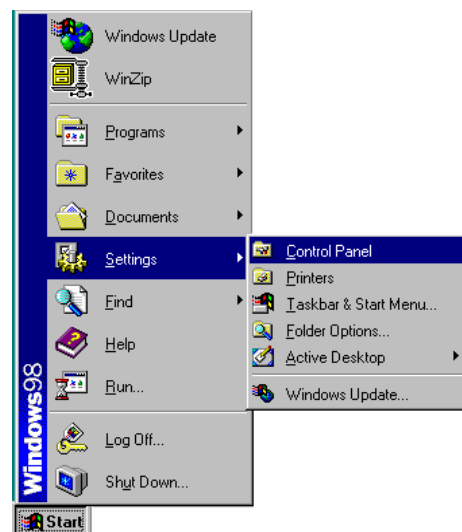 Windows Update
WinZip
Programs
Favorites
Documents
Settings
Find
Help
Run...
Log Off...
Shut Down...
Control Panel
Printers
Taskbar & Start Menu...
Folder Options...
Active Desktop
Windows Update...
Windows98
Start